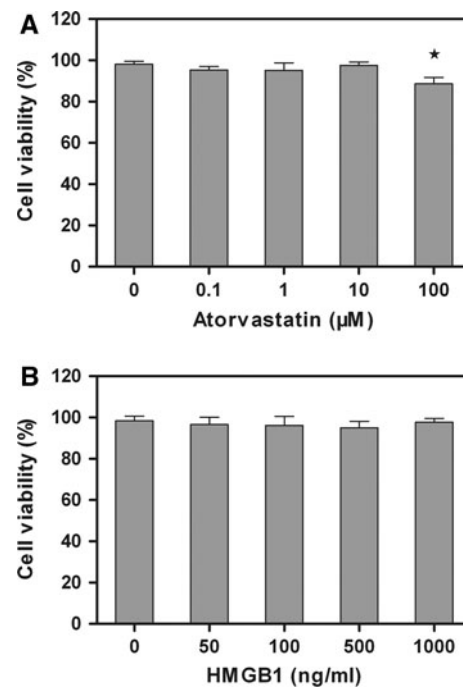 A
Cell viability (%)
120
100
80
60
40
20
0
★
0 0.1 1 10 100
Atorvastatin (µM)
B
Cell viability (%)
120
100
80
60
40
20
0
0 50 100 500 1000
HMGB1 (ng/ml)